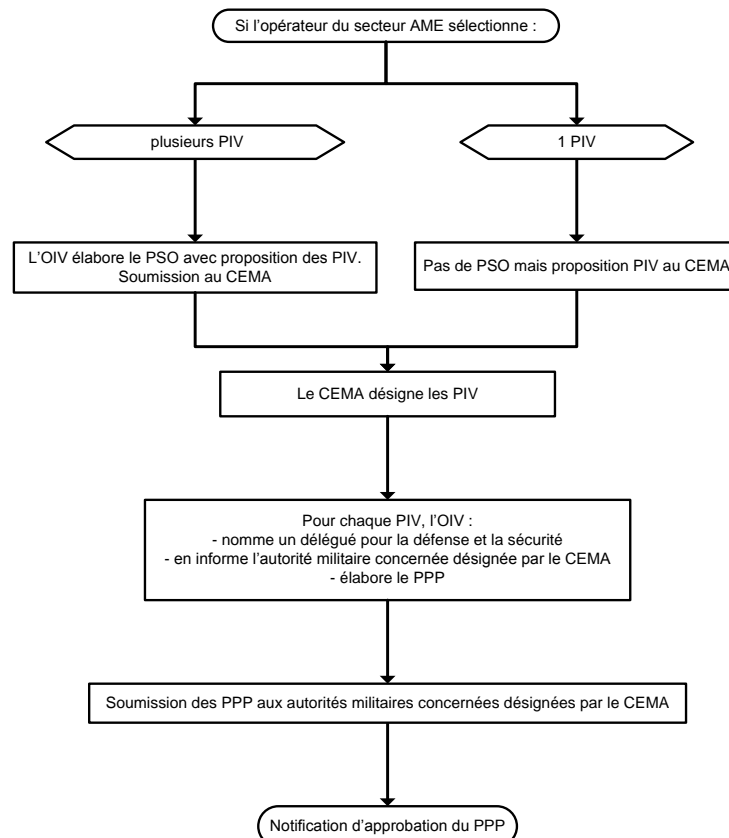 Si l'opérateur du secteur AME sélectionne :
plusieurs PIV
1 PIV
L'OIV élabore le PSO avec proposition des PIV.
Soumission au CEMA
Pas de PSO mais proposition PIV au CEMA
Le CEMA désigne les PIV
Pour chaque PIV, l'OIV :
- nomme un délégué pour la défense et la sécurité
- en informe l'autorité militaire concernée désignée par le CEMA
- élabore le PPP
Soumission des PPP aux autorités militaires concernées désignées par le CEMA
Notification d'approbation du PPP